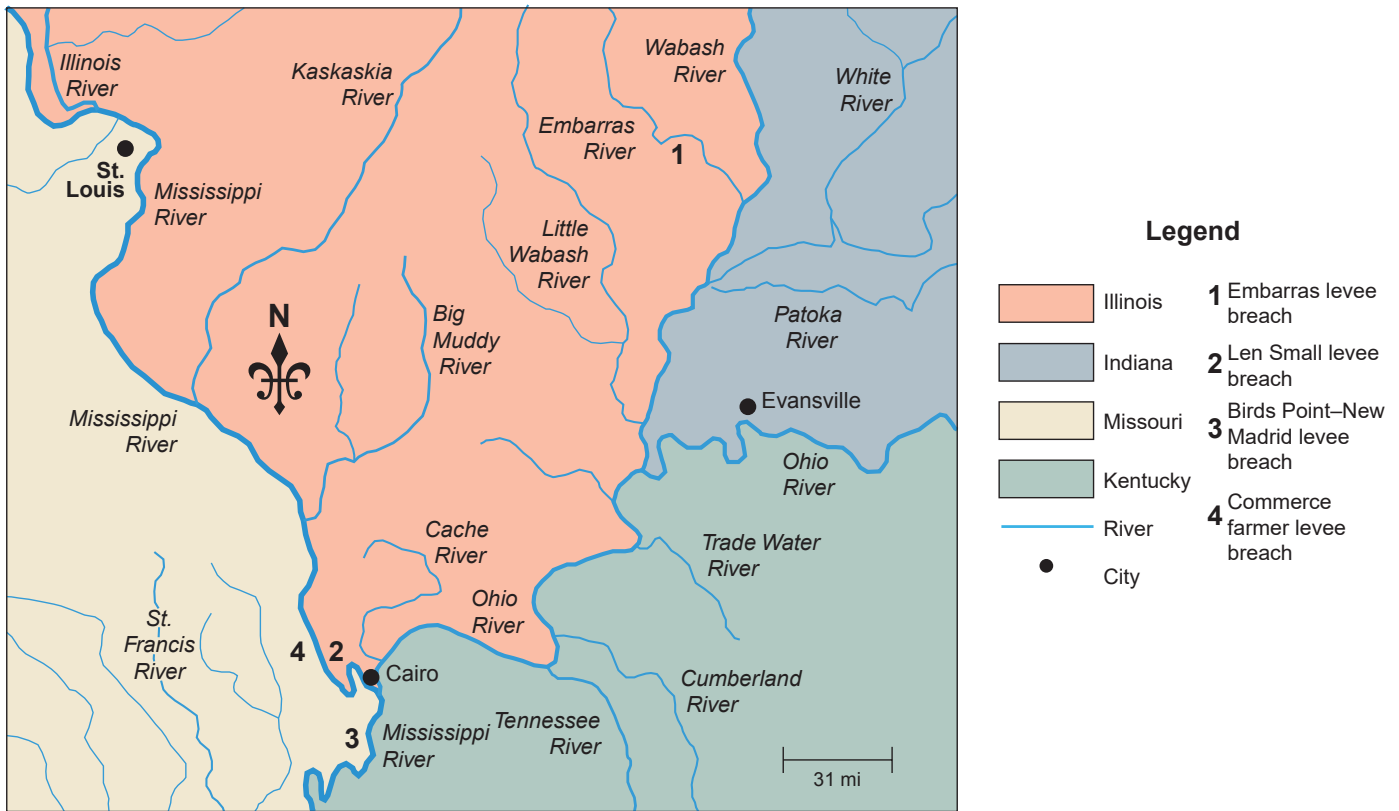 Illinois
River
Kaskaskia
River
Wabash
River
White
River
Embarras
River
1
St.
Louis
Mississippi
River
Little
Wabash
River
N
Big
Muddy
River
Patoka
River
Evansville
Mississippi
River
Ohio
River
Cache
River
Trade Water
River
Ohio
River
St.
Francis
River
4
2
Cairo
Cumberland
River
3
Mississippi
River
Tennessee
River
31 mi
Legend
Illinois
Indiana
Missouri
Kentucky
River
City
1 Embarras levee
breach
2 Len Small levee
breach
3 Birds Point–New
Madrid levee
breach
4 Commerce
farmer levee
breach